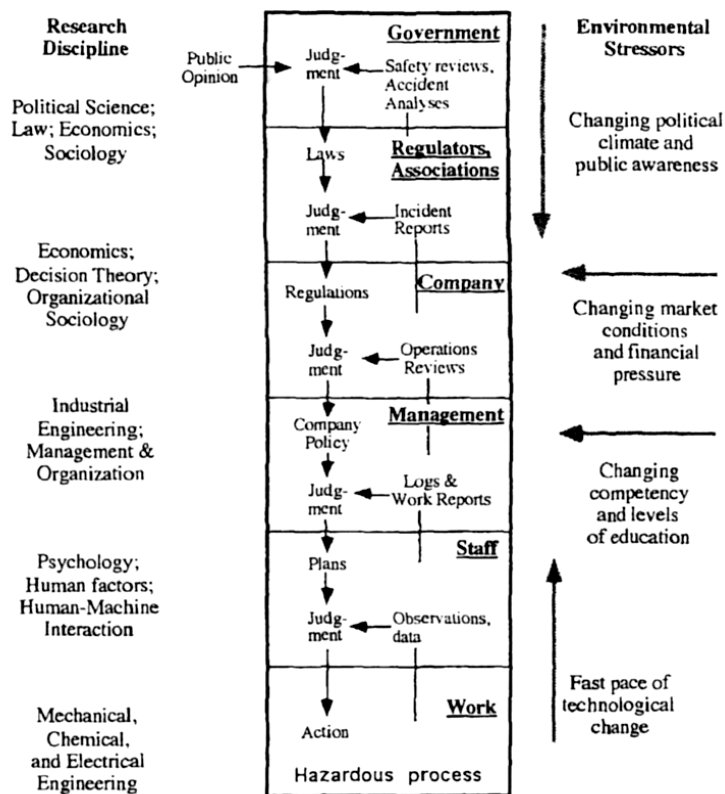 Research
Discipline
Political Science;
Law; Economics;
Sociology
Economics;
Decision Theory;
Organizational
Sociology
Industrial
Engineering;
Management &
Organization
Psychology;
Human factors;
Human-Machine
Interaction
Mechanical,
Chemical,
and Electrical
Engineering
Public
Opinion
Government
Judg-
ment
Safety reviews,
Accident
Analyses
Laws
Regulators,
Associations
Judg-
ment
Incident
Reports
Company
Regulations
Judg-
ment
Operations
Reviews
Management
Company
Policy
Judg-
ment
Logs &
Work Reports
Staff
Plans
Judg-
ment
Observations,
data
Work
Action
Hazardous process
Environmental
Stressors
Changing political
climate and
public awareness
Changing market
conditions
and financial
pressure
Changing
competency
and levels
of education
Fast pace of
technological
change